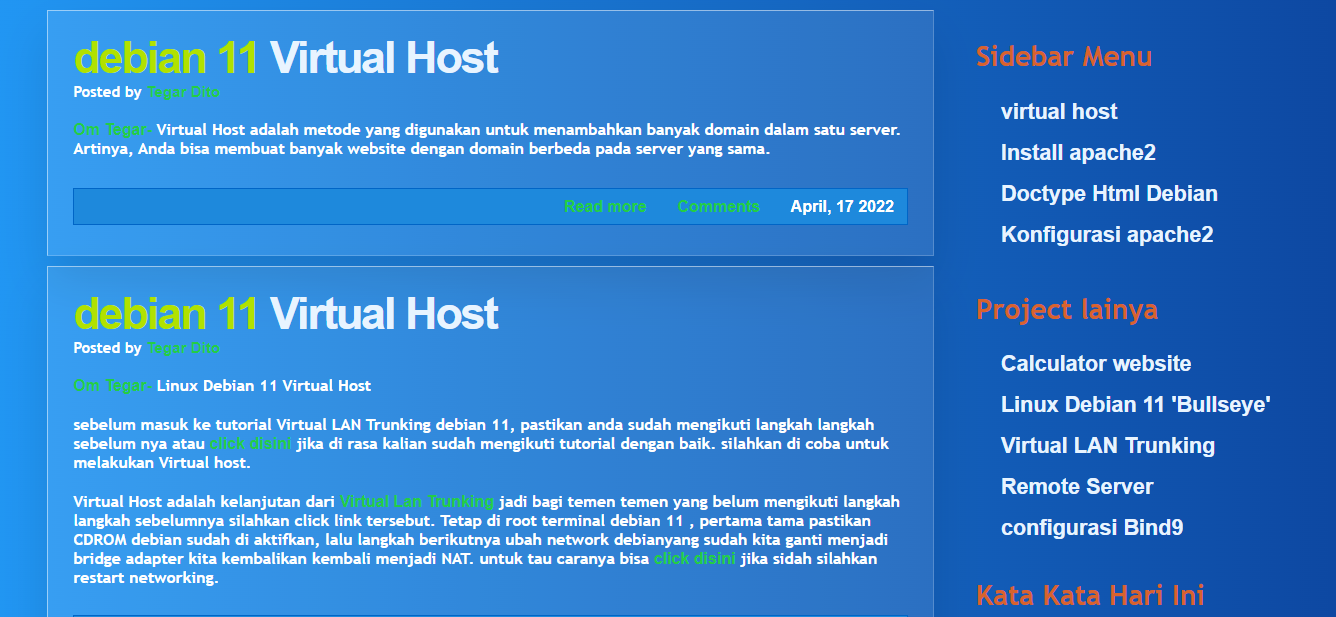 debian 11 Virtual Host
Posted by Tegar Dito
Om Tegar- Virtual Host adalah metode yang digunakan untuk menambahkan banyak domain dalam satu server.
Artinya, Anda bisa membuat banyak website dengan domain berbeda pada server yang sama.
Read more Comments April, 17 2022
debian 11 Virtual Host
Posted by Tegar Dito
Om Tegar- Linux Debian 11 Virtual Host
sebelum masuk ke tutorial Virtual LAN Trunking debian 11, pastikan anda sudah mengikuti langkah langkah
sebelum nya atau click disini jika di rasa kalian sudah mengikuti tutorial dengan baik. silahkan di coba untuk
melakukan Virtual host.
Virtual Host adalah kelanjutan dari Virtual Lan Trunking jadi bagi temen temen yang belum mengikuti langkah
langkah sebelumnya silahkan click link tersebut. Tetap di root terminal debian 11 , pertama tama pastikan
CDROM debian sudah di aktifkan, lalu langkah berikutnya ubah network debianyang sudah kita ganti menjadi
bridge adapter kita kembalikan kembali menjadi NAT. untuk tau caranya bisa click disini jika sidah silahkan
restart networking.
Sidebar Menu
virtual host
Install apache2
Doctype Html Debian
Konfigurasi apache2
Project lainya
Calculator website
Linux Debian 11 'Bullseye'
Virtual LAN Trunking
Remote Server
configurasi Bind9
Kata Kata Hari Ini